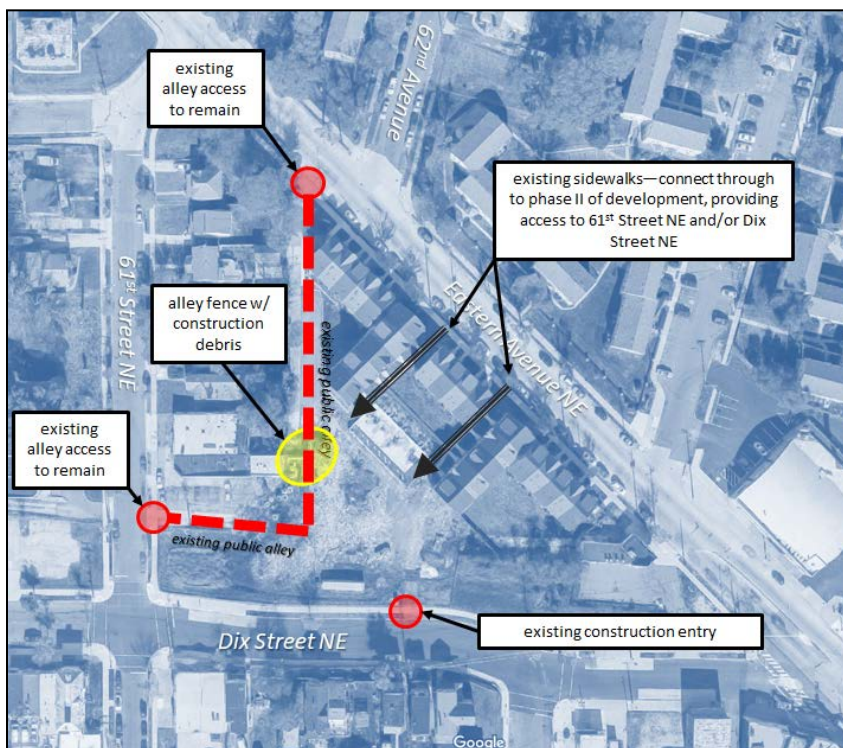 existing
alley access
to remain
62nd Avenue
existing sidewalks—connect through
to phase II of development, providing
access to 61st Street NE and/or Dix
Street NE
61st Street NE
alley fence w/
construction
debris
existing public alley
Eastern Avenue NE
existing
alley access
to remain
existing public alley
existing construction entry
Dix Street NE
Google